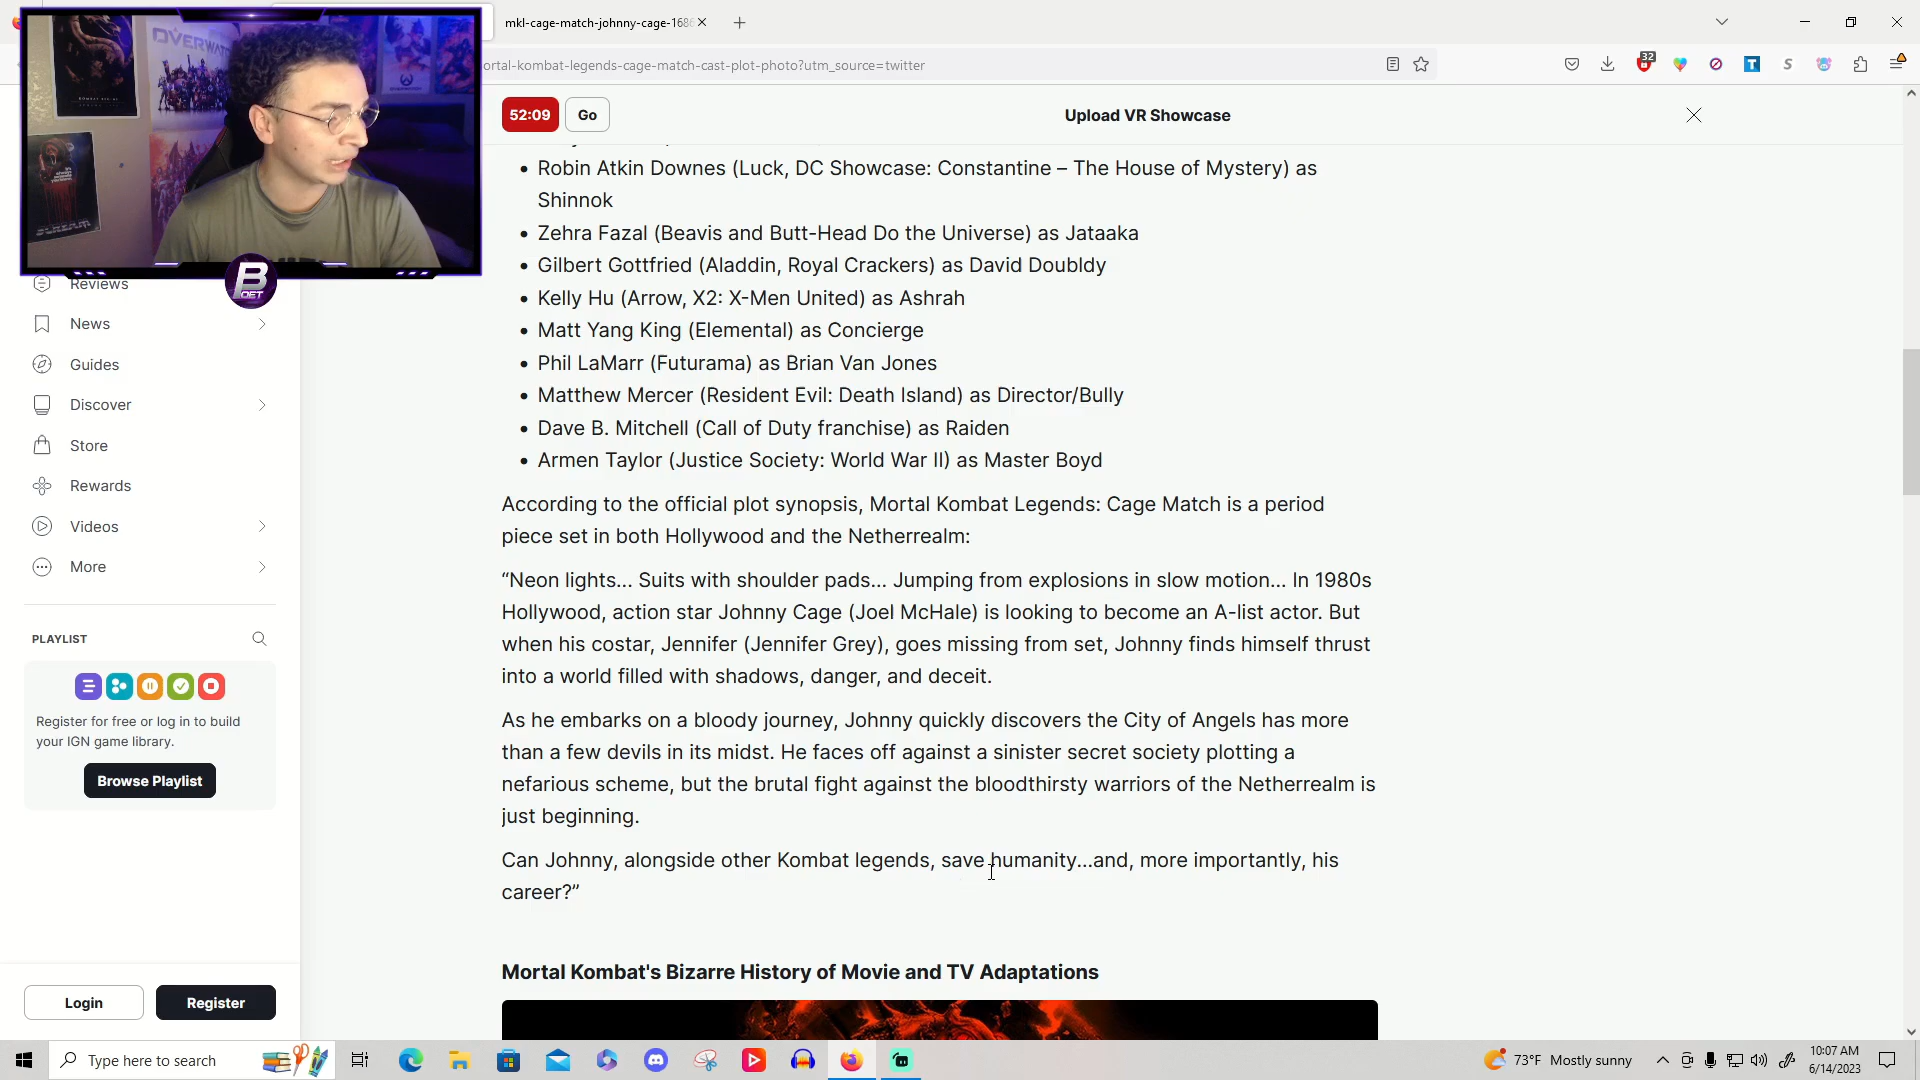 mkl-cage-match-johnny-cage-168
ortal-kombat-legends-cage-match-cast-plot-photo?utm_source=twitter
32
52:09
Go
Upload VR Showcase
Robin Atkin Downes (Luck, DC Showcase: Constantine – The House of Mystery) as
Shinnok
Zehra Fazal (Beavis and Butt-Head Do the Universe) as Jataaka
Gilbert Gottfried (Aladdin, Royal Crackers) as David Doubldy
Kelly Hu (Arrow, X2: X-Men United) as Ashrah
Matt Yang King (Elemental) as Concierge
Phil LaMarr (Futurama) as Brian Van Jones
Matthew Mercer (Resident Evil: Death Island) as Director/Bully
Dave B. Mitchell (Call of Duty franchise) as Raiden
Armen Taylor (Justice Society: World War II) as Master Boyd
According to the official plot synopsis, Mortal Kombat Legends: Cage Match is a period
piece set in both Hollywood and the Netherrealm:
“Neon lights... Suits with shoulder pads... Jumping from explosions in slow motion... In 1980s
Hollywood, action star Johnny Cage (Joel McHale) is looking to become an A-list actor. But
when his costar, Jennifer (Jennifer Grey), goes missing from set, Johnny finds himself thrust
into a world filled with shadows, danger, and deceit.
As he embarks on a bloody journey, Johnny quickly discovers the City of Angels has more
than a few devils in its midst. He faces off against a sinister secret society plotting a
nefarious scheme, but the brutal fight against the bloodthirsty warriors of the Netherrealm is
just beginning.
Can Johnny, alongside other Kombat legends, save humanity...and, more importantly, his
career?”
Mortal Kombat's Bizarre History of Movie and TV Adaptations
OVERWATCH
SCREAM
B
OET
Reviews
News
Guides
Discover
Store
Rewards
Videos
More
PLAYLIST
Register for free or log in to build
your IGN game library.
Browse Playlist
Login
Register
Type here to search
73°F Mostly sunny
10:07 AM
6/14/2023